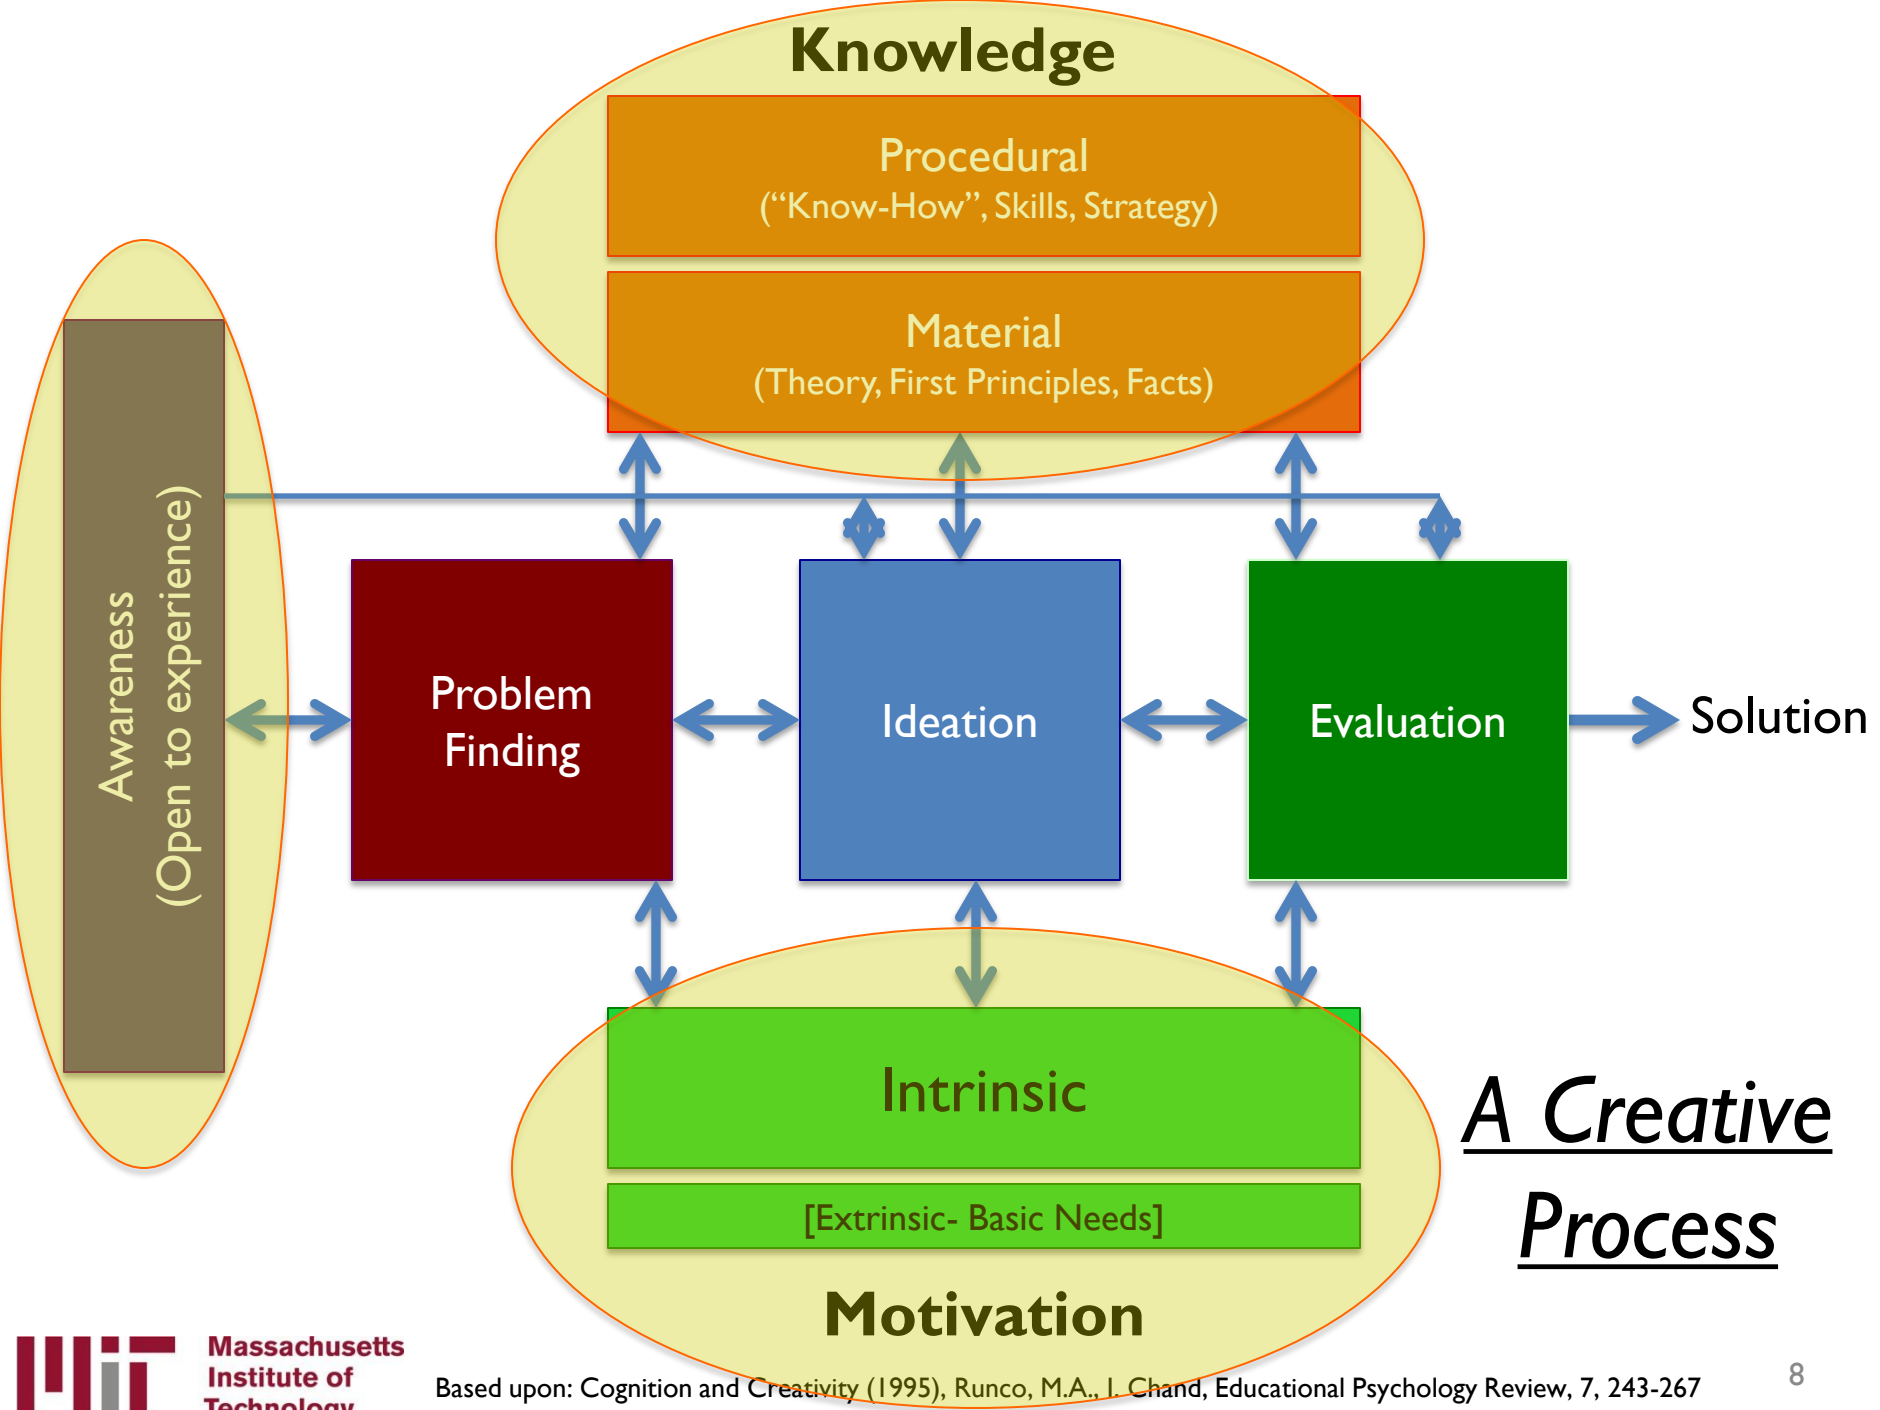 Knowledge
Procedural
(“Know-How”, Skills, Strategy)
Material
(Theory, First Principles, Facts)
Awareness
(Open to experience)
Problem
Finding
Ideation
Evaluation
Solution
Intrinsic
[Extrinsic- Basic Needs]
Motivation
A Creative
Process
Massachusetts
Institute of
Technology
Based upon: Cognition and Creativity (1995), Runco, M.A., I. Chand, Educational Psychology Review, 7, 243-267
8